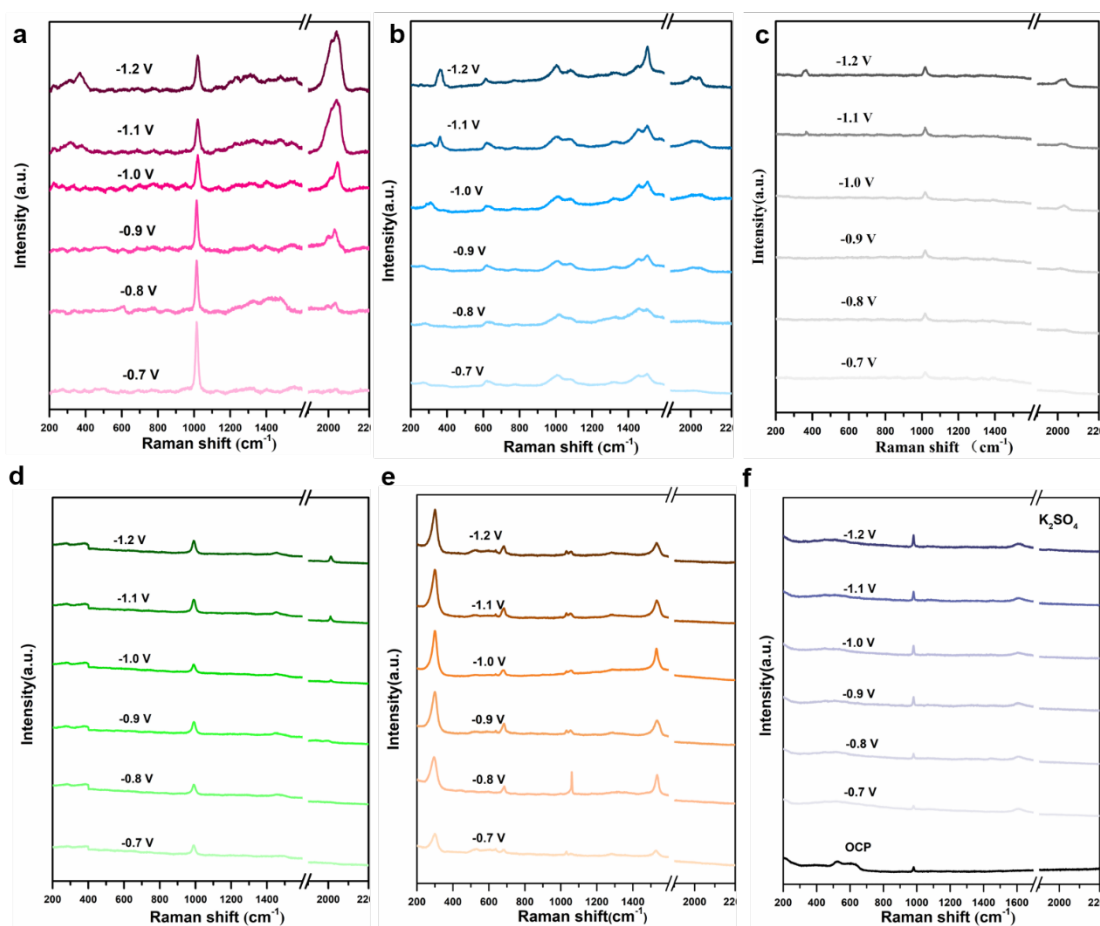 a
-1.2 V
-1.1 V
-1.0 V
-0.9 V
-0.8 V
-0.7 V
Intensity (a.u.)
200 400 600 800 1000 1200 1400 2000 220
Raman shift (cm-1)
b
-1.2 V
-1.1 V
-1.0 V
-0.9 V
-0.8 V
-0.7 V
Intensity(a.u.)
200 400 600 800 1000 1200 1400 2000 2200
Raman shift (cm-1)
c
-1.2 V
-1.1 V
-1.0 V
-0.9 V
-0.8 V
-0.7 V
Intensity(a.u.)
200 400 600 800 1000 1200 1400 2000 220
Raman shift （cm-1)
d
-1.2 V
-1.1 V
-1.0 V
-0.9 V
-0.8 V
-0.7 V
Intensity(a.u.)
200 400 600 800 1000 1200 1400 2000 220
Raman shift (cm-1)
e
-1.2 V
-1.1 V
-1.0 V
-0.9 V
-0.8 V
-0.7 V
Intensity(a.u.)
200 400 600 800 1000 1200 1400 2000 2200
Raman shift(cm-1)
f
K2SO4
-1.2 V
-1.1 V
-1.0 V
-0.9 V
-0.8 V
-0.7 V
OCP
Intensity(a.u.)
200 400 600 800 1000 1200 1400 1600 2000 220
Raman shift (cm-1)